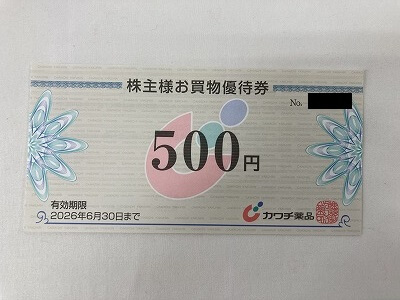 株主様お買物優待券
No.
500円
有効期限
2026年6月30日まで
カワチ薬品